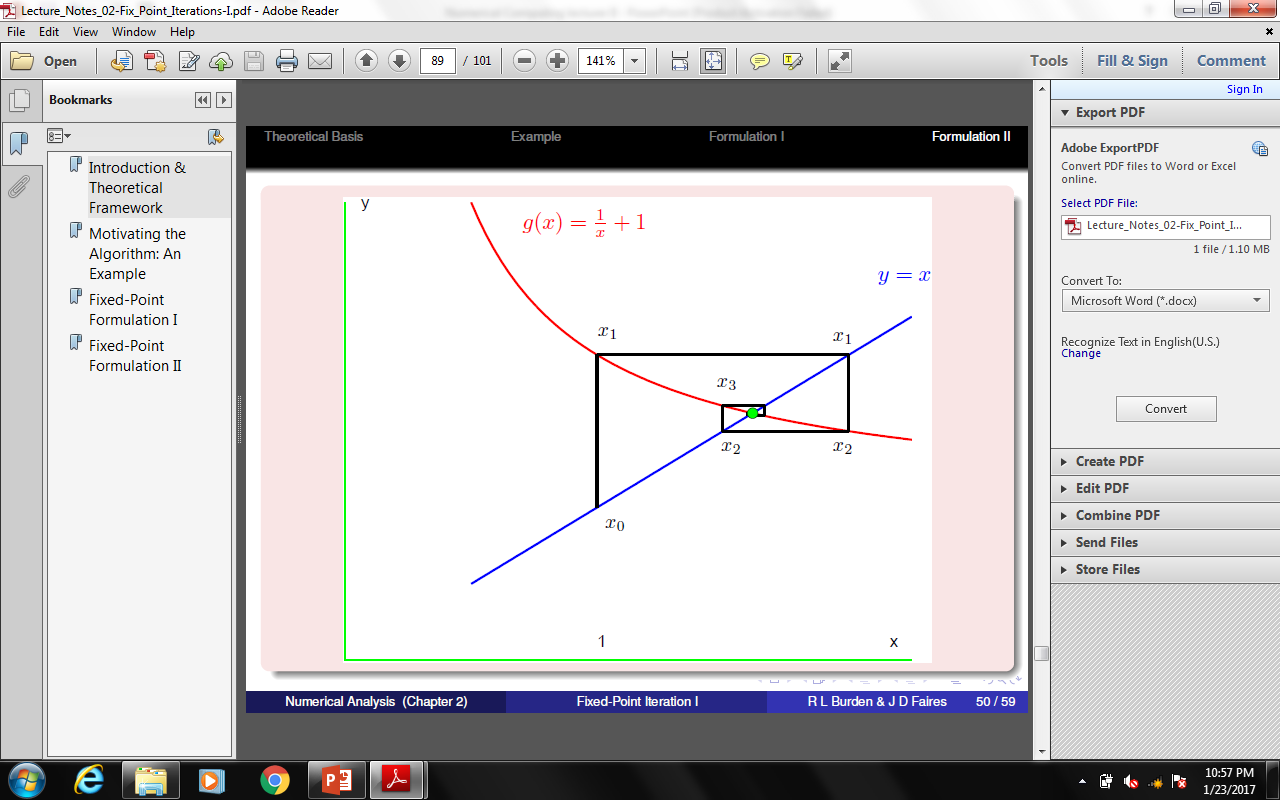 Lecture_Notes_02-Fix_Point_Iterations-I.pdf - Adobe Reader
File Edit View Window Help
Open 89 / 101 141% Tools Fill & Sign Comment
Sign In
Bookmarks
Introduction &
Theoretical
Framework
Motivating the
Algorithm: An
Example
Fixed-Point
Formulation I
Fixed-Point
Formulation II
Theoretical Basis Example Formulation I Formulation II
y
g(x) = 1/x + 1
y = x
x1
x1
x3
x2
x2
x0
1
x
Numerical Analysis (Chapter 2) Fixed-Point Iteration I R L Burden & J D Faires 50 / 59
Export PDF
Adobe ExportPDF
Convert PDF files to Word or Excel
online.
Select PDF File:
Lecture_Notes_02-Fix_Point_I...
1 file / 1.10 MB
Convert To:
Microsoft Word (*.docx)
Recognize Text in English(U.S.)
Change
Convert
Create PDF
Edit PDF
Combine PDF
Send Files
Store Files
10:57 PM
1/23/2017